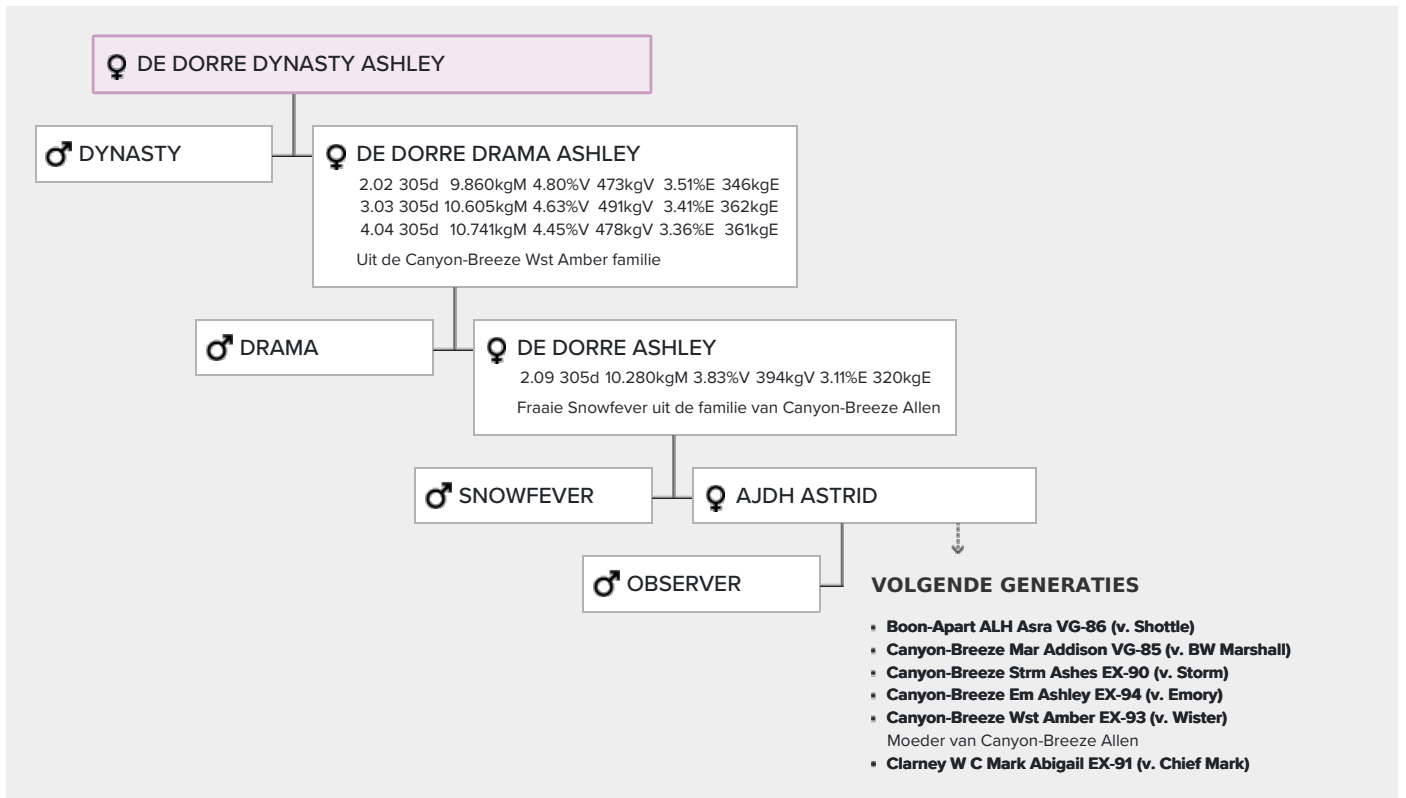 DE DORRE DYNASTY ASHLEY
DYNASTY
DE DORRE DRAMA ASHLEY
2.02 305d 9.860kgM 4.80%V 473kgV 3.51%E 346kgE
3.03 305d 10.605kgM 4.63%V 491kgV 3.41%E 362kgE
4.04 305d 10.741kgM 4.45%V 478kgV 3.36%E 361kgE
Uit de Canyon-Breeze Wst Amber familie
DRAMA
DE DORRE ASHLEY
2.09 305d 10.280kgM 3.83%V 394kgV 3.11%E 320kgE
Fraaie Snowfever uit de familie van Canyon-Breeze Allen
SNOWFEVER
AJDH ASTRID
OBSERVER
VOLGENDE GENERATIES
▪ Boon-Apart ALH Asra VG-86 (v. Shottle)
▪ Canyon-Breeze Mar Addison VG-85 (v. BW Marshall)
▪ Canyon-Breeze Strm Ashes EX-90 (v. Storm)
▪ Canyon-Breeze Em Ashley EX-94 (v. Emory)
▪ Canyon-Breeze Wst Amber EX-93 (v. Wister)
Moeder van Canyon-Breeze Allen
▪ Clarney W C Mark Abigail EX-91 (v. Chief Mark)